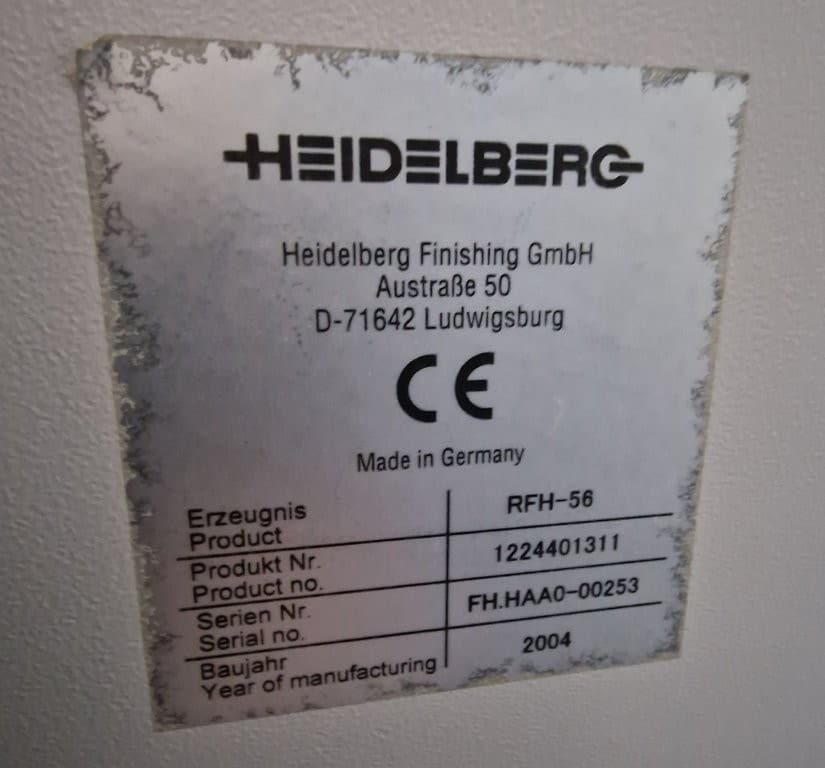 HEIDELBERG
Heidelberg Finishing GmbH
Austraße 50
D-71642 Ludwigsburg
CE
Made in Germany
Erzeugnis
Product
RFH-56
Produkt Nr.
Product no.
1224401311
Serien Nr.
Serial no.
FH.HAA0-00253
Baujahr
Year of manufacturing
2004